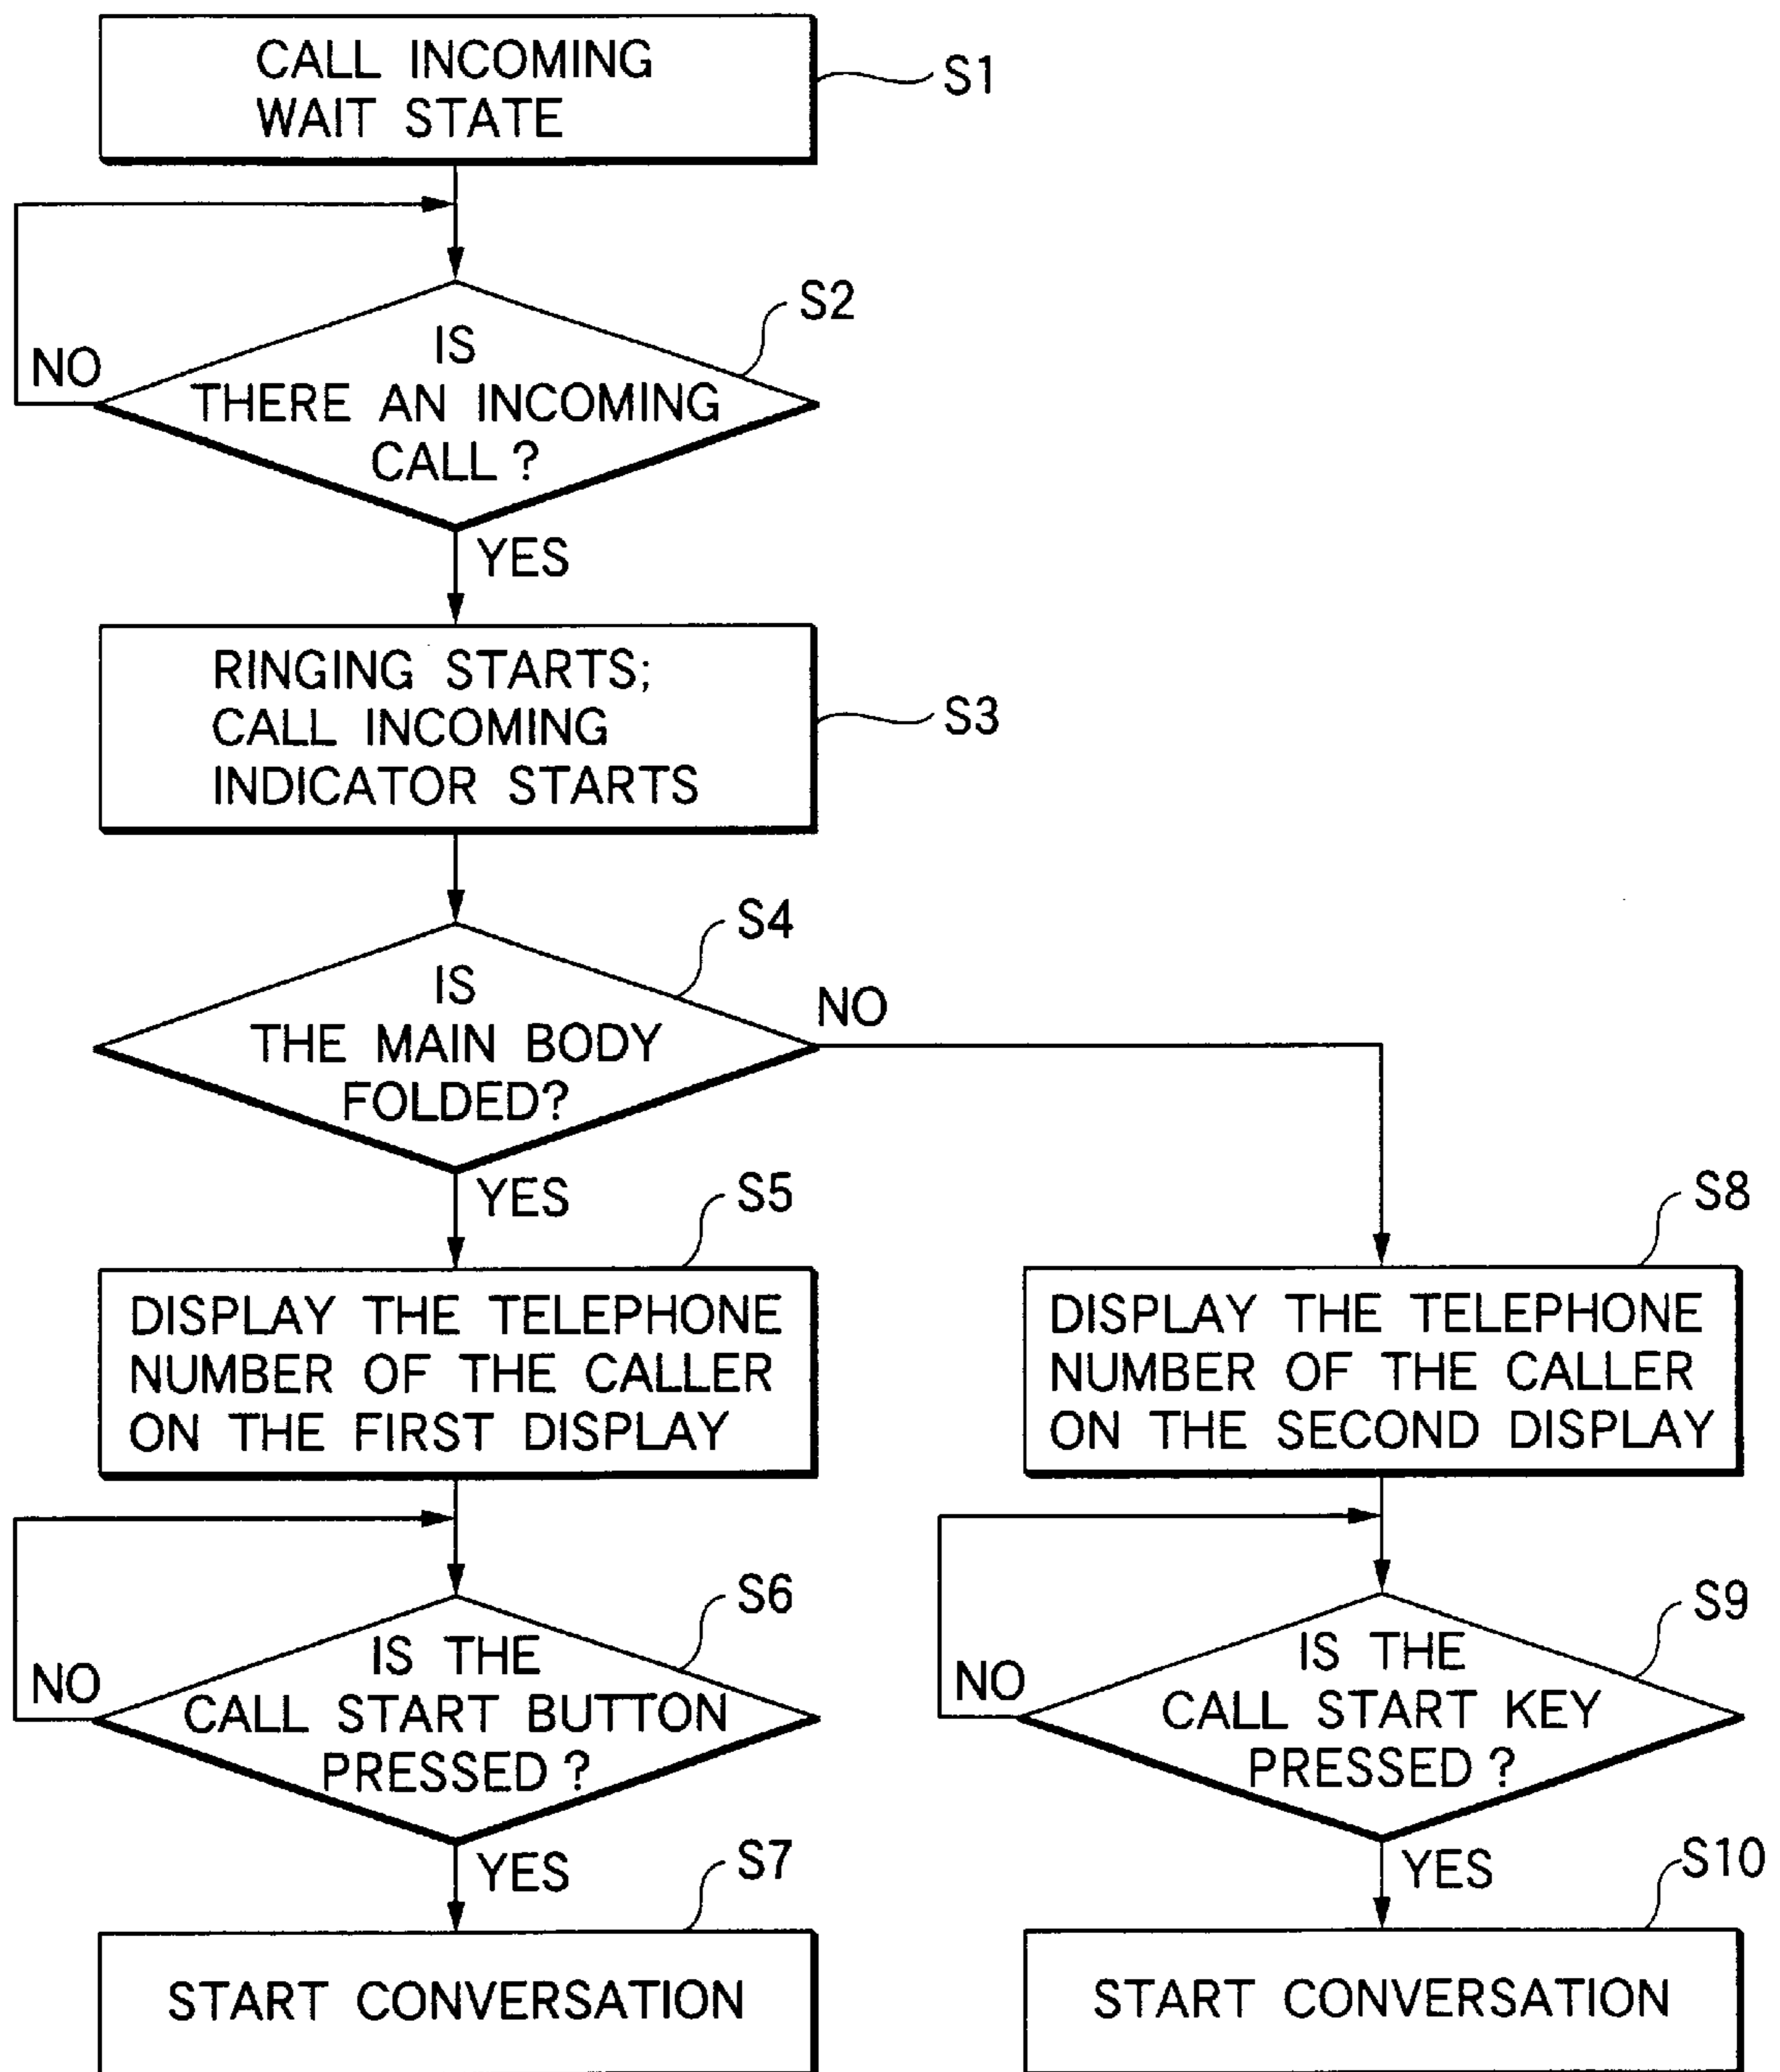 CALL INCOMING
WAIT STATE
S1
S2
IS
THERE AN INCOMING
CALL ?
NO
YES
RINGING STARTS;
CALL INCOMING
INDICATOR STARTS
S3
S4
IS
THE MAIN BODY
FOLDED?
NO
YES
S5
DISPLAY THE TELEPHONE
NUMBER OF THE CALLER
ON THE FIRST DISPLAY
S6
IS THE
CALL START BUTTON
PRESSED ?
NO
YES
S7
START CONVERSATION
S8
DISPLAY THE TELEPHONE
NUMBER OF THE CALLER
ON THE SECOND DISPLAY
S9
IS THE
CALL START KEY
PRESSED ?
NO
YES
S10
START CONVERSATION